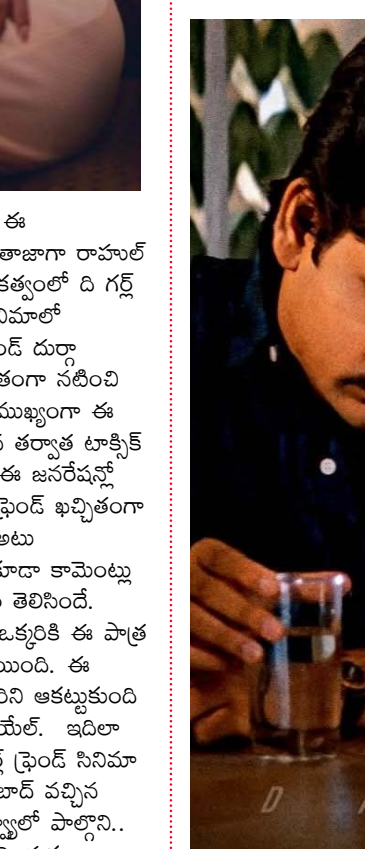 ఈ
తాజాగా రాహుల్
కత్వంలో ది గర్ల్
నిమాలో
ండ్ దుర్గా
తంగా నటించి
ముఖ్యంగా ఈ
తర్వాత టాక్సిక్
ఈ జనరేషన్లో
ఫ్రెండ్ ఖచ్చితంగా
అటు
కూడా కామెంట్లు
తెలిసిందే.
ఒక్కరికి ఈ పాత్ర
యింది. ఈ
రిని ఆకట్టుకుంది
యేల్. ఇదిలా
ఫ్రెండ్ సినిమా
బాద్ వచ్చిన
వ్యూలో పాల్గొని..
D